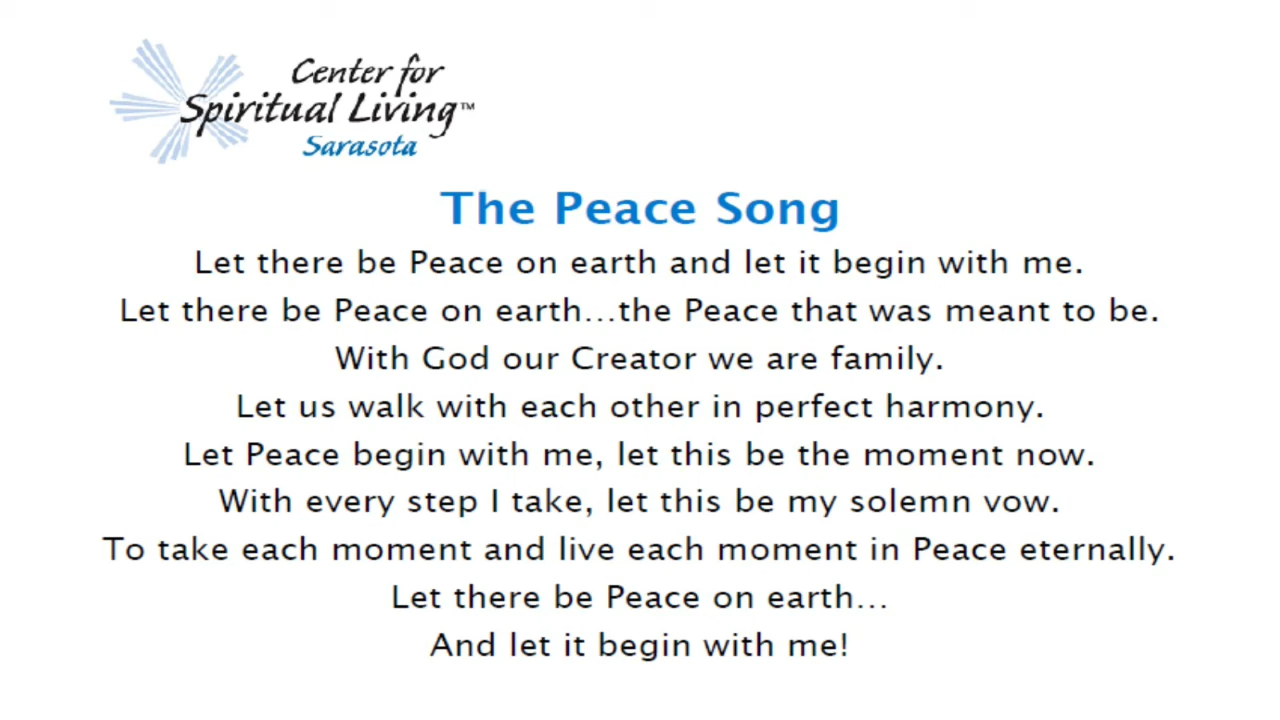 Center for
Spiritual Living™
Sarasota
The Peace Song
Let there be Peace on earth and let it begin with me.
Let there be Peace on earth...the Peace that was meant to be.
With God our Creator we are family.
Let us walk with each other in perfect harmony.
Let Peace begin with me, let this be the moment now.
With every step I take, let this be my solemn vow.
To take each moment and live each moment in Peace eternally.
Let there be Peace on earth...
And let it begin with me!